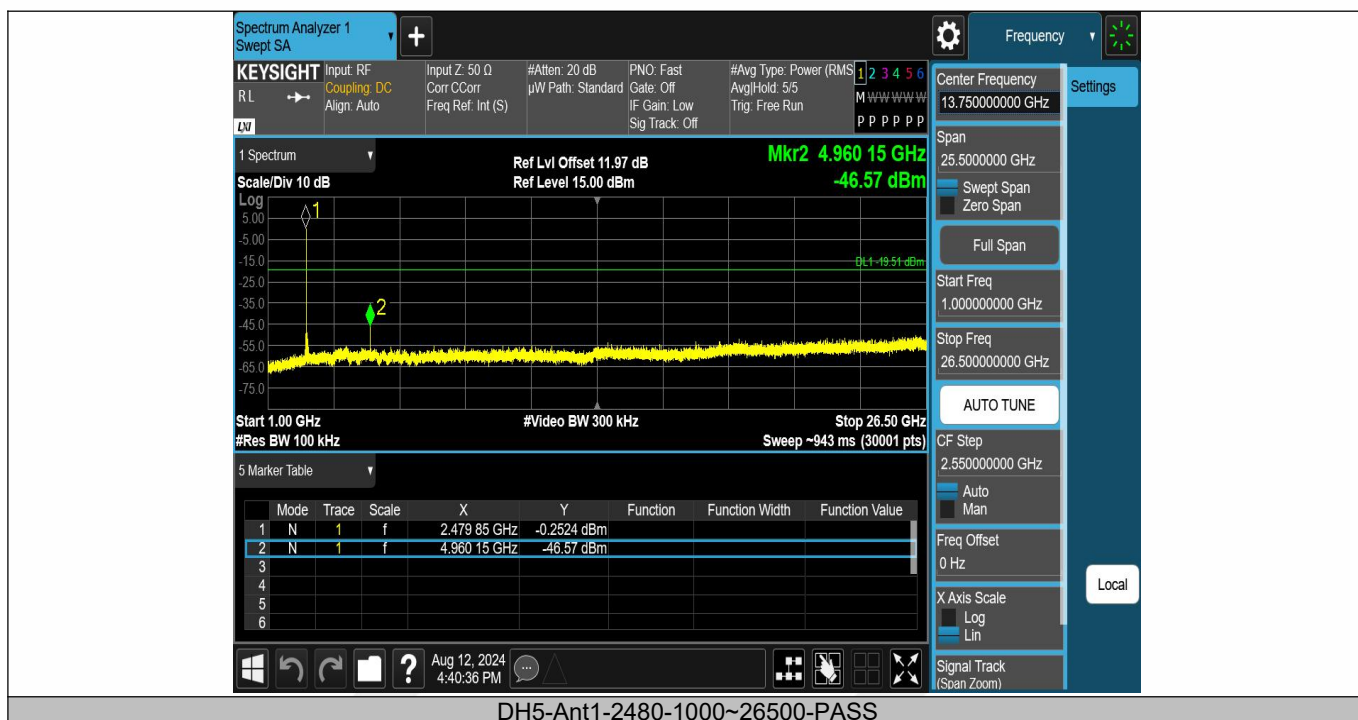 Spectrum Analyzer 1
Swept SA
+
Frequency
KEYSIGHT
RL
LXI
Input: RF
Coupling: DC
Align: Auto
Input Z: 50 Ω
Corr CCorr
Freq Ref: Int (S)
#Atten: 20 dB
µW Path: Standard
PNO: Fast
Gate: Off
IF Gain: Low
Sig Track: Off
#Avg Type: Power (RMS
Avg|Hold: 5/5
Trig: Free Run
1 2 3 4 5 6
M W W W W W
P P P P P P
1 Spectrum
Scale/Div 10 dB
Ref Lvl Offset 11.97 dB
Ref Level 15.00 dBm
Mkr2 4.960 15 GHz
-46.57 dBm
Log
1
5.00
-5.00
-15.0
DL1 -19.51 dBm
-25.0
-35.0
2
-45.0
-55.0
-65.0
-75.0
Start 1.00 GHz
#Video BW 300 kHz
Stop 26.50 GHz
#Res BW 100 kHz
Sweep ~943 ms (30001 pts)
5 Marker Table
Mode Trace Scale X Y Function Function Width Function Value
1 N 1 f 2.479 85 GHz -0.2524 dBm
2 N 1 f 4.960 15 GHz -46.57 dBm
3
4
5
6
?
Aug 12, 2024
4:40:36 PM
Center Frequency
13.750000000 GHz
Settings
Span
25.5000000 GHz
Swept Span
Zero Span
Full Span
Start Freq
1.000000000 GHz
Stop Freq
26.500000000 GHz
AUTO TUNE
CF Step
2.550000000 GHz
Auto
Man
Freq Offset
0 Hz
Local
X Axis Scale
Log
Lin
Signal Track
(Span Zoom)
DH5-Ant1-2480-1000~26500-PASS